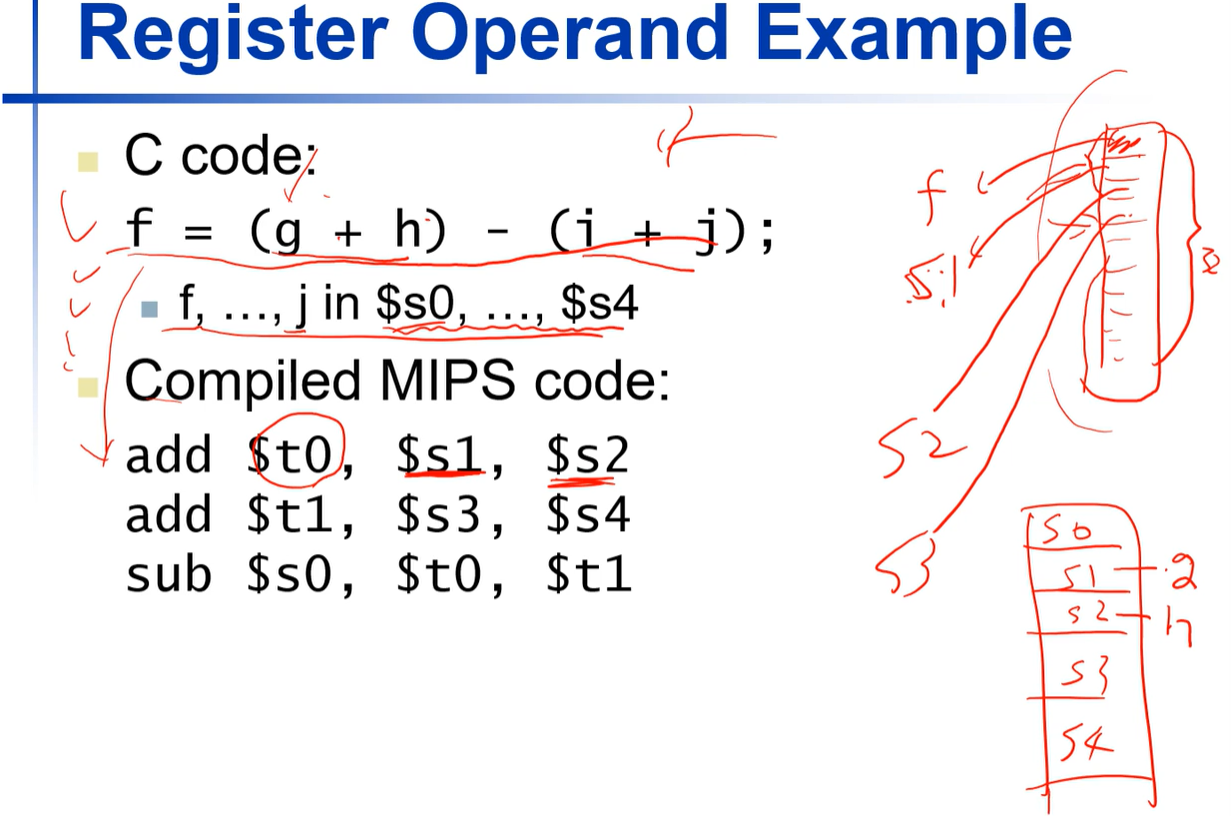 Register Operand Example
C code:
f = (g + h) - (i + j);
f, …, j in $s0, …, $s4
Compiled MIPS code:
add $t0, $s1, $s2
add $t1, $s3, $s4
sub $s0, $t0, $t1
f
S1
S2
S3
S0
S1 g
S2 h
S3
S4